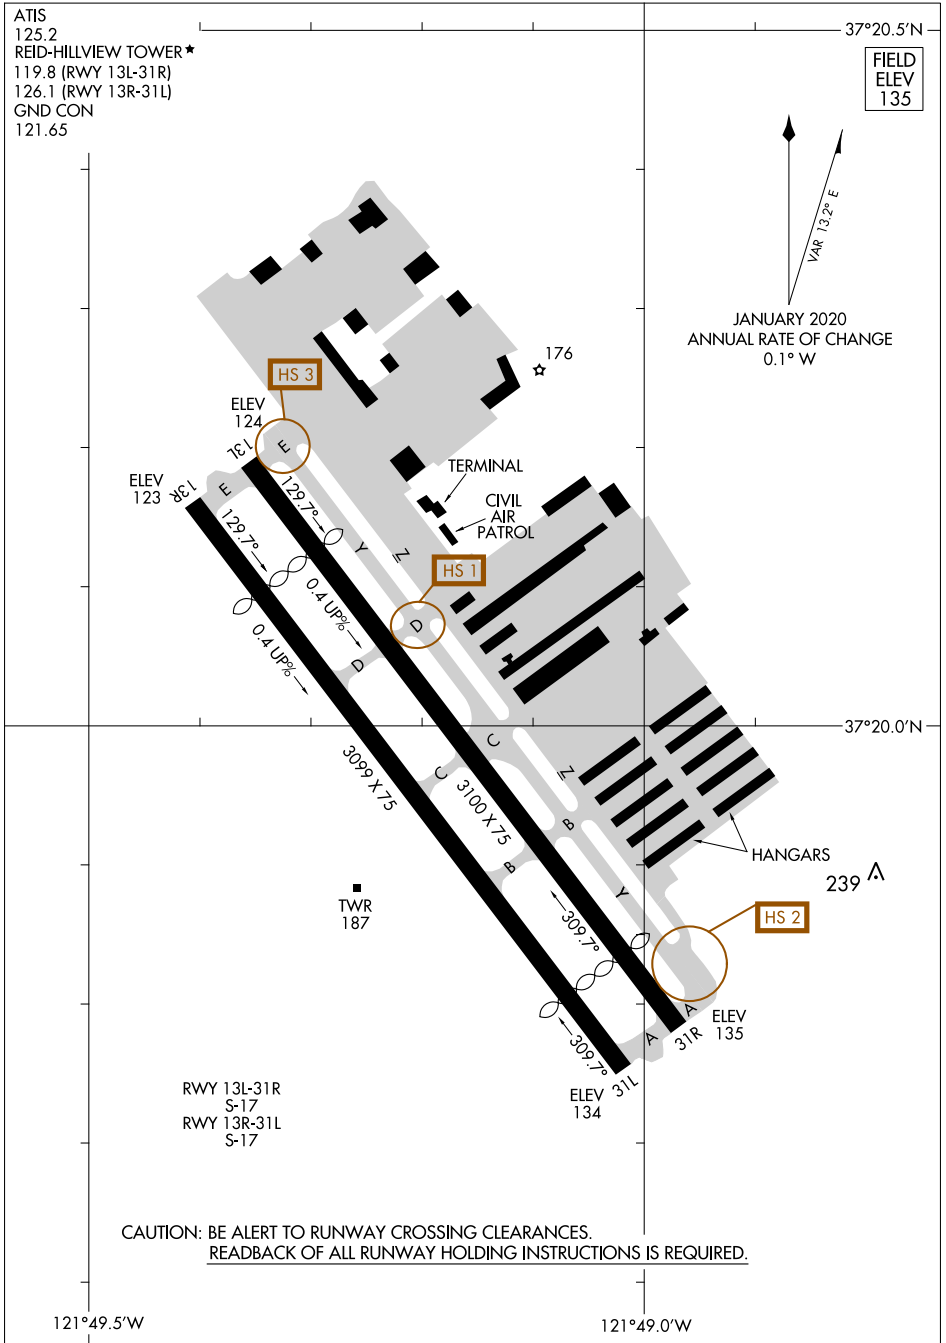 ATIS
125.2
REID-HILLVIEW TOWER★
119.8 (RWY 13L-31R)
126.1 (RWY 13R-31L)
GND CON
121.65
37°20.5'N
FIELD
ELEV
135
VAR 13.2° E
JANUARY 2020
ANNUAL RATE OF CHANGE
0.1° W
176
HS 3
ELEV
124
13L
E
ELEV
123
13R
E
129.7°
129.7°
TERMINAL
CIVIL
AIR
PATROL
Y
Z
HS 1
0.4 UP%
0.4 UP%
D
D
37°20.0'N
C
C
Z
3099 X 75
3100 X 75
B
B
HANGARS
239
TWR
187
Y
309.7°
HS 2
309.7°
A
A
31R
ELEV
135
31L
ELEV
134
RWY 13L-31R
S-17
RWY 13R-31L
S-17
CAUTION: BE ALERT TO RUNWAY CROSSING CLEARANCES.
READBACK OF ALL RUNWAY HOLDING INSTRUCTIONS IS REQUIRED.
121°49.5'W
121°49.0'W